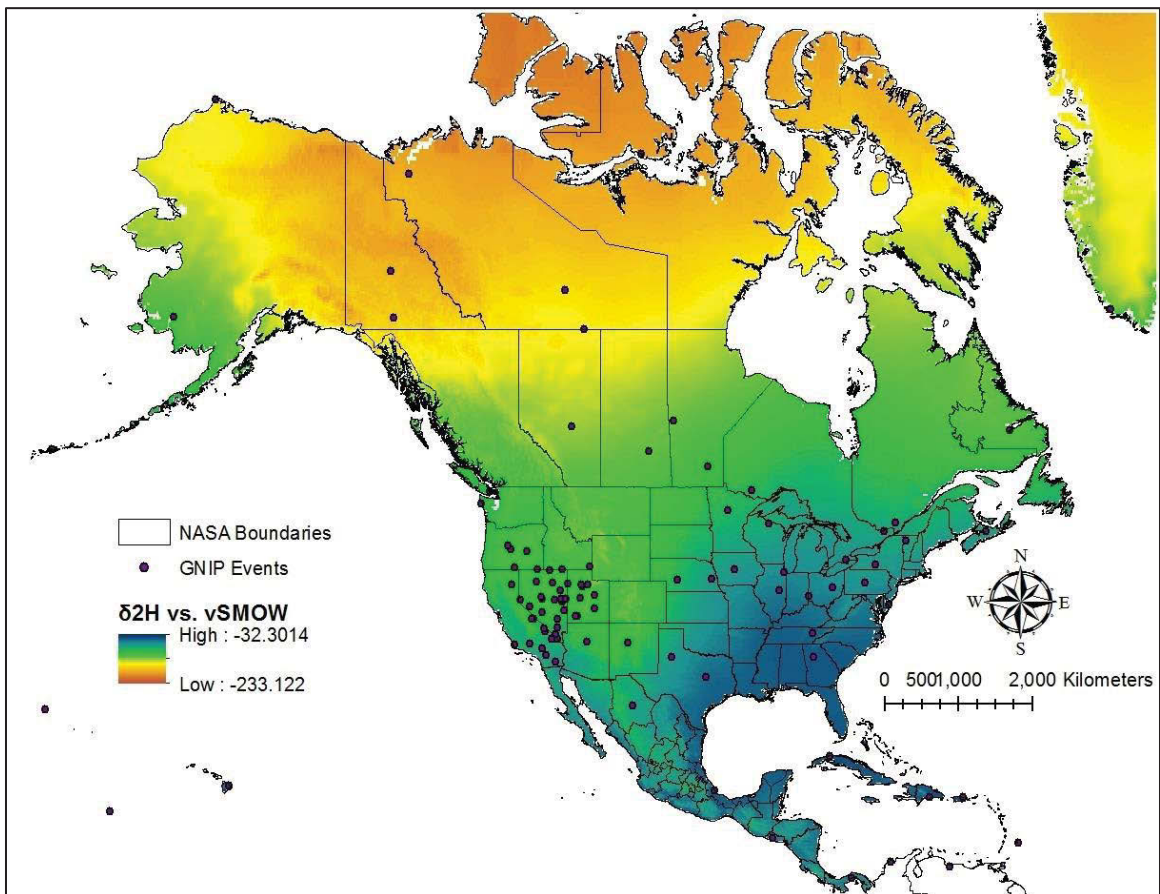 NASA Boundaries
GNIP Events
δ2H vs. vSMOW
High : -32.3014
Low : -233.122
N
W E
S
0 5001,000 2,000 Kilometers